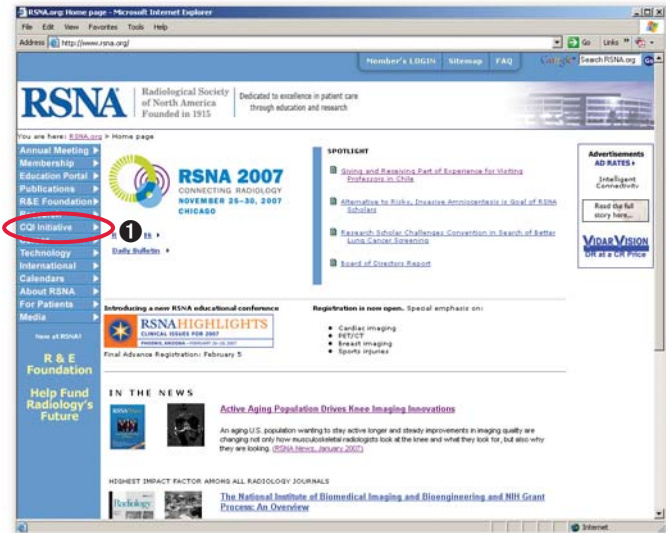 RSNA.org: Home page - Microsoft Internet Explorer
File Edit View Favorites Tools Help
Address http://www.rsna.org/ Go Links
Member's LOGIN Sitemap FAQ Google Search RSNA.org Go
RSNA
Radiological Society
of North America
Founded in 1915
Dedicated to excellence in patient care
through education and research
You are here: RSNA.org > Home page
Annual Meeting
Membership
Education Portal
Publications
R&E Foundation
CQI Initiative
1
Technology
International
Calendars
About RSNA
For Patients
Media
New at RSNA!
R & E
Foundation
Help Fund
Radiology's
Future
RSNA 2007
CONNECTING RADIOLOGY
NOVEMBER 25-30, 2007
CHICAGO
Daily Bulletin
SPOTLIGHT
Giving and Receiving Part of Experience for Visiting
Professors in Chile
Alternative to Risks, Invasive Amniocentesis is Goal of RSNA
Scholars
Research Scholar Challenges Convention in Search of Better
Lung Cancer Screening
Board of Directors Report
Advertisements
AD RATES
Intelligent
Connectivity
Read the full
story here...
VIDAR VISION
DR at a CR Price
Introducing a new RSNA educational conference
RSNA HIGHLIGHTS
CLINICAL ISSUES FOR 2007
Final Advance Registration: February 5
Registration is now open. Special emphasis on:
Cardiac imaging
PET/CT
Breast imaging
Sports injuries
IN THE NEWS
Active Aging Population Drives Knee Imaging Innovations
An aging U.S. population wanting to stay active longer and steady improvements in imaging quality are
changing not only how musculoskeletal radiologists look at the knee and what they look for, but also why
they are looking. (RSNA News, January 2007)
HIGHEST IMPACT FACTOR AMONG ALL RADIOLOGY JOURNALS
Radiology
The National Institute of Biomedical Imaging and Bioengineering and NIH Grant
Process: An Overview
Internet